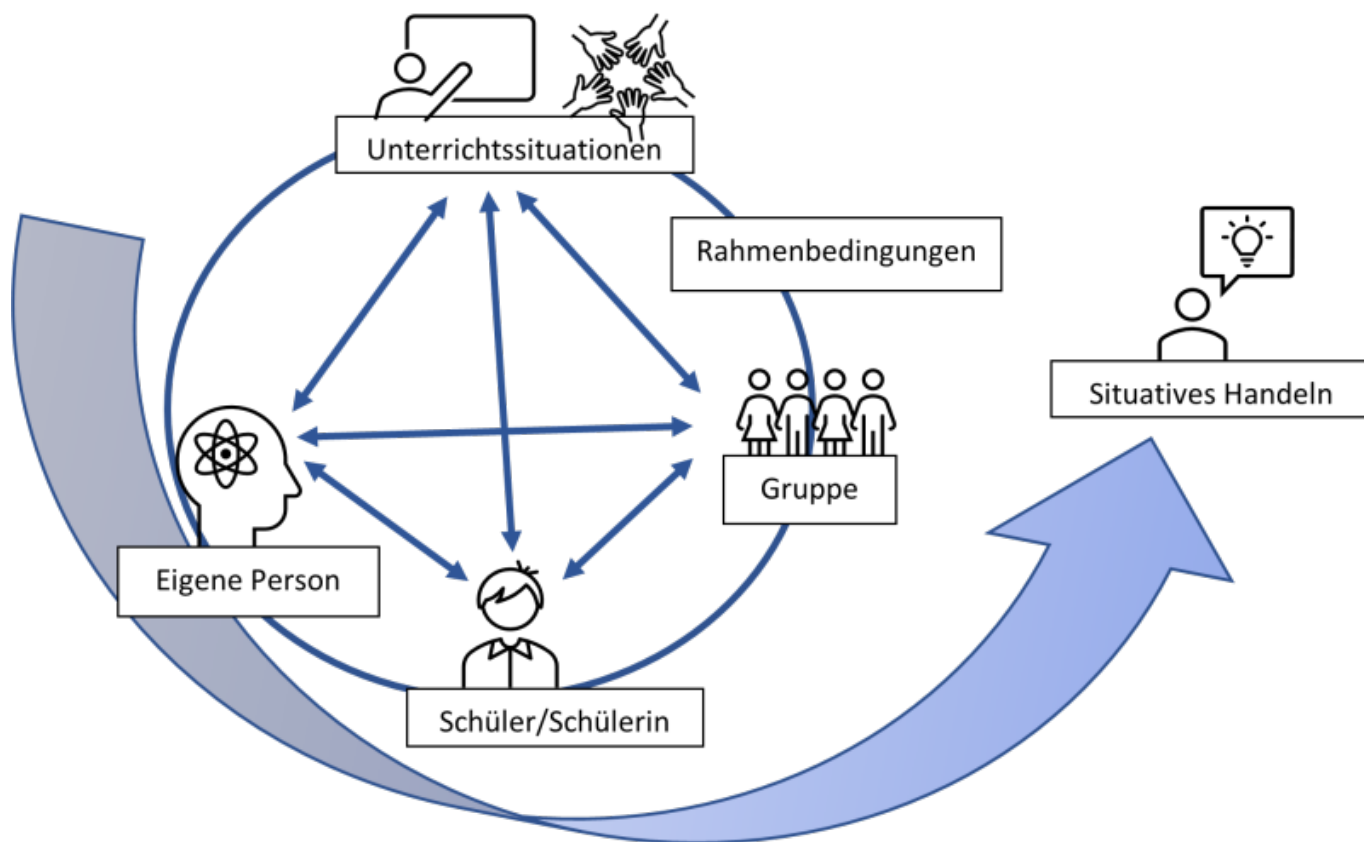 Unterrichtssituationen
Rahmenbedingungen
Situatives Handeln
Gruppe
Eigene Person
Schüler/Schülerin